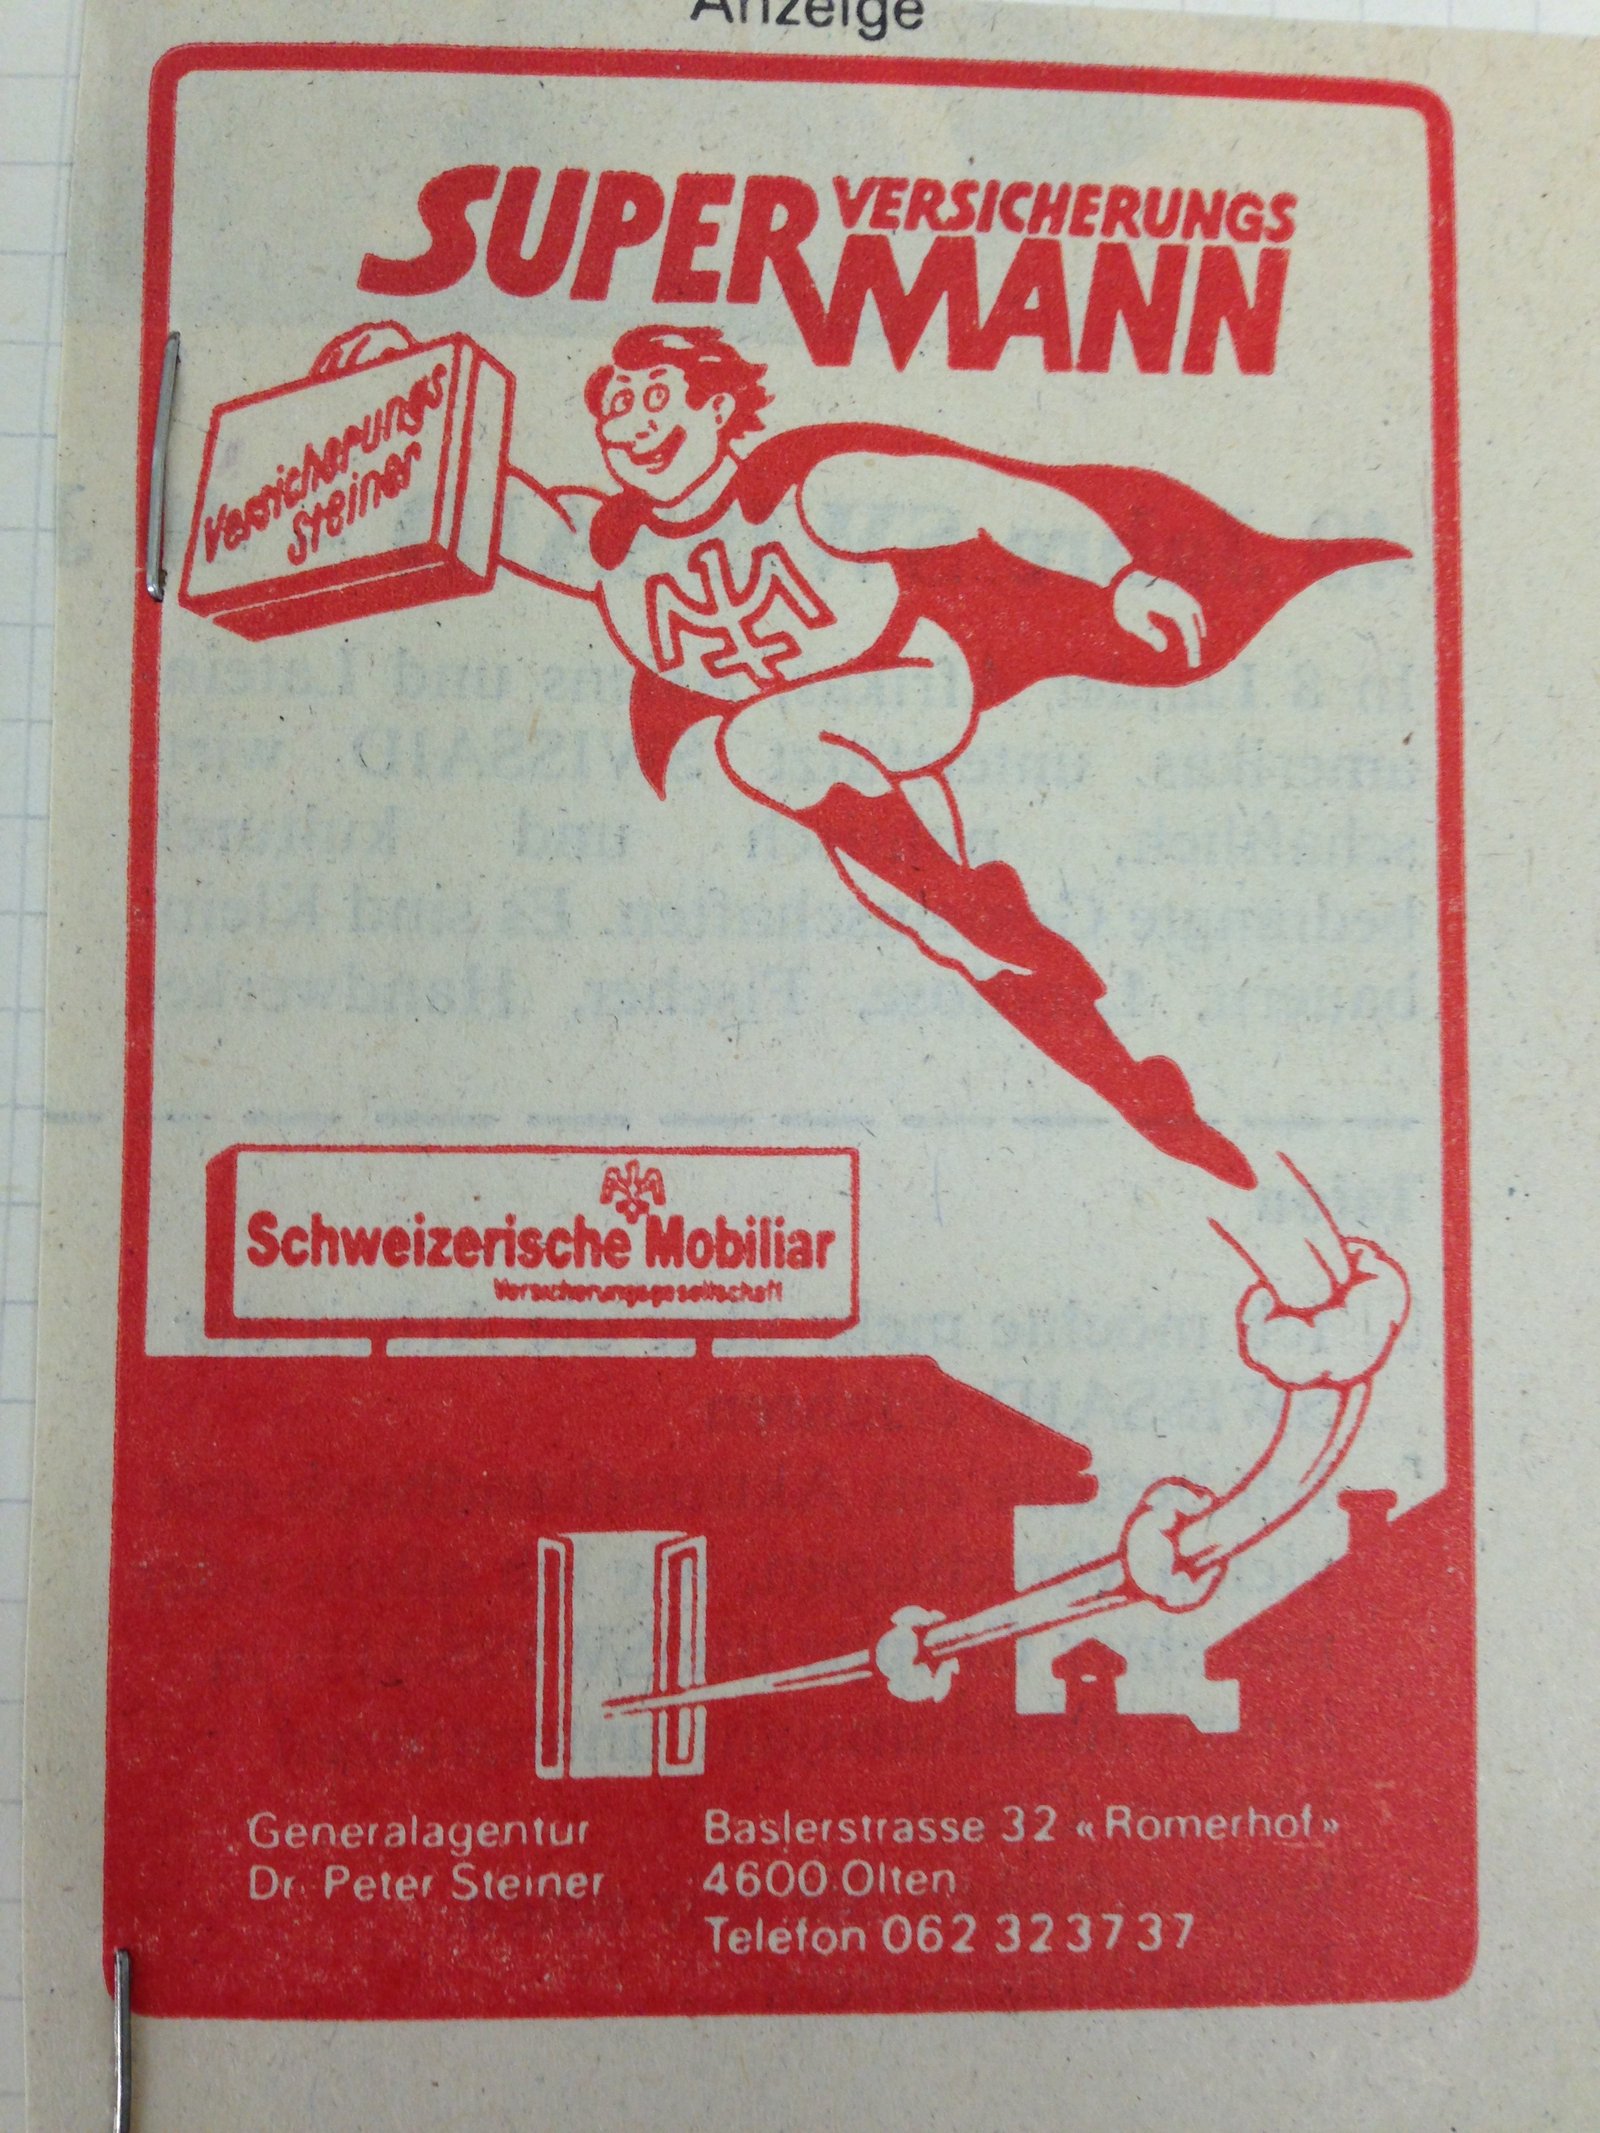 Anzeige
SUPER VERSICHERUNGS
MANN
Versicherungs
Steiner
Schweizerische Mobiliar
Versicherungsgesellschaft
Generalagentur
Dr. Peter Steiner
Baslerstrasse 32 «Römerhof»
4600 Olten
Telefon 062 32 37 37